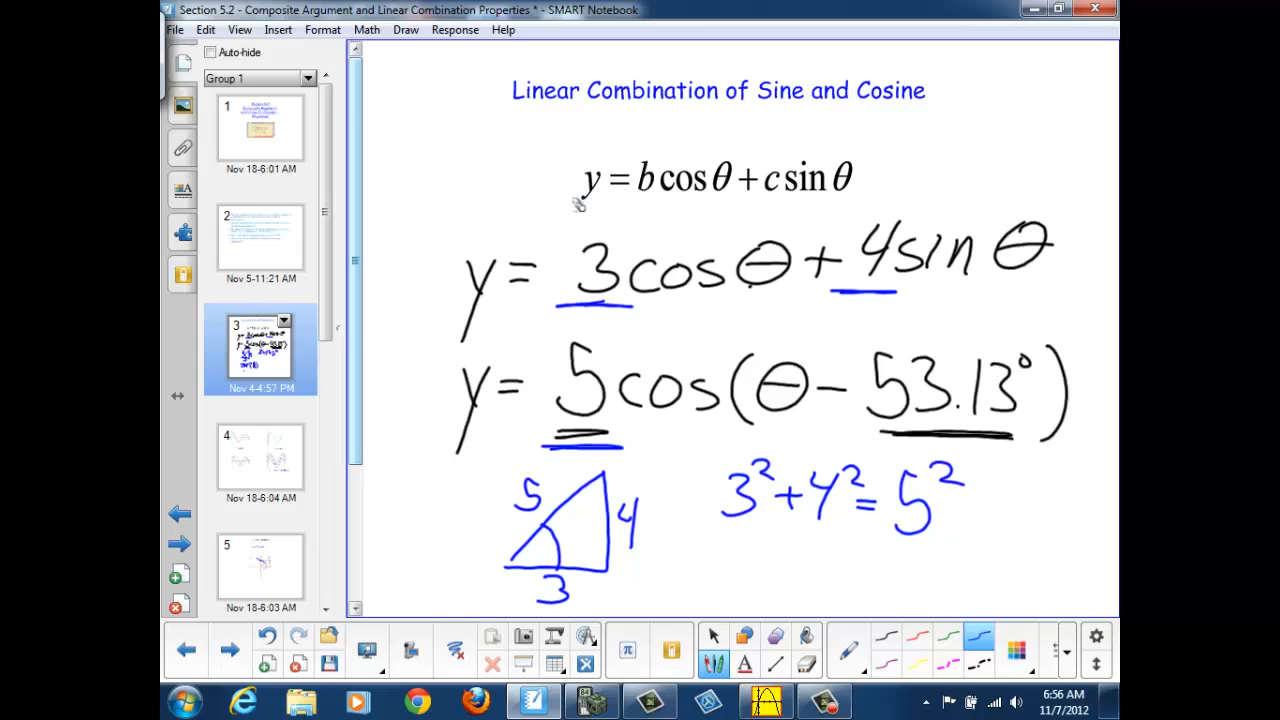 Section 5.2 - Composite Argument and Linear Combination Properties * - SMART Notebook
File Edit View Insert Format Math Draw Response Help
Auto-hide
Group 1
1
Nov 18-6:01 AM
2
Nov 5-11:21 AM
3
Nov 4-4:57 PM
4
Nov 18-6:04 AM
5
Nov 18-6:03 AM
Linear Combination of Sine and Cosine
y = b cos θ + c sin θ
y = 3cos θ + 4sin θ
y = 5cos(θ - 53.13°)
5 4
3
3² + 4² = 5²
π
A
6:56 AM
11/7/2012